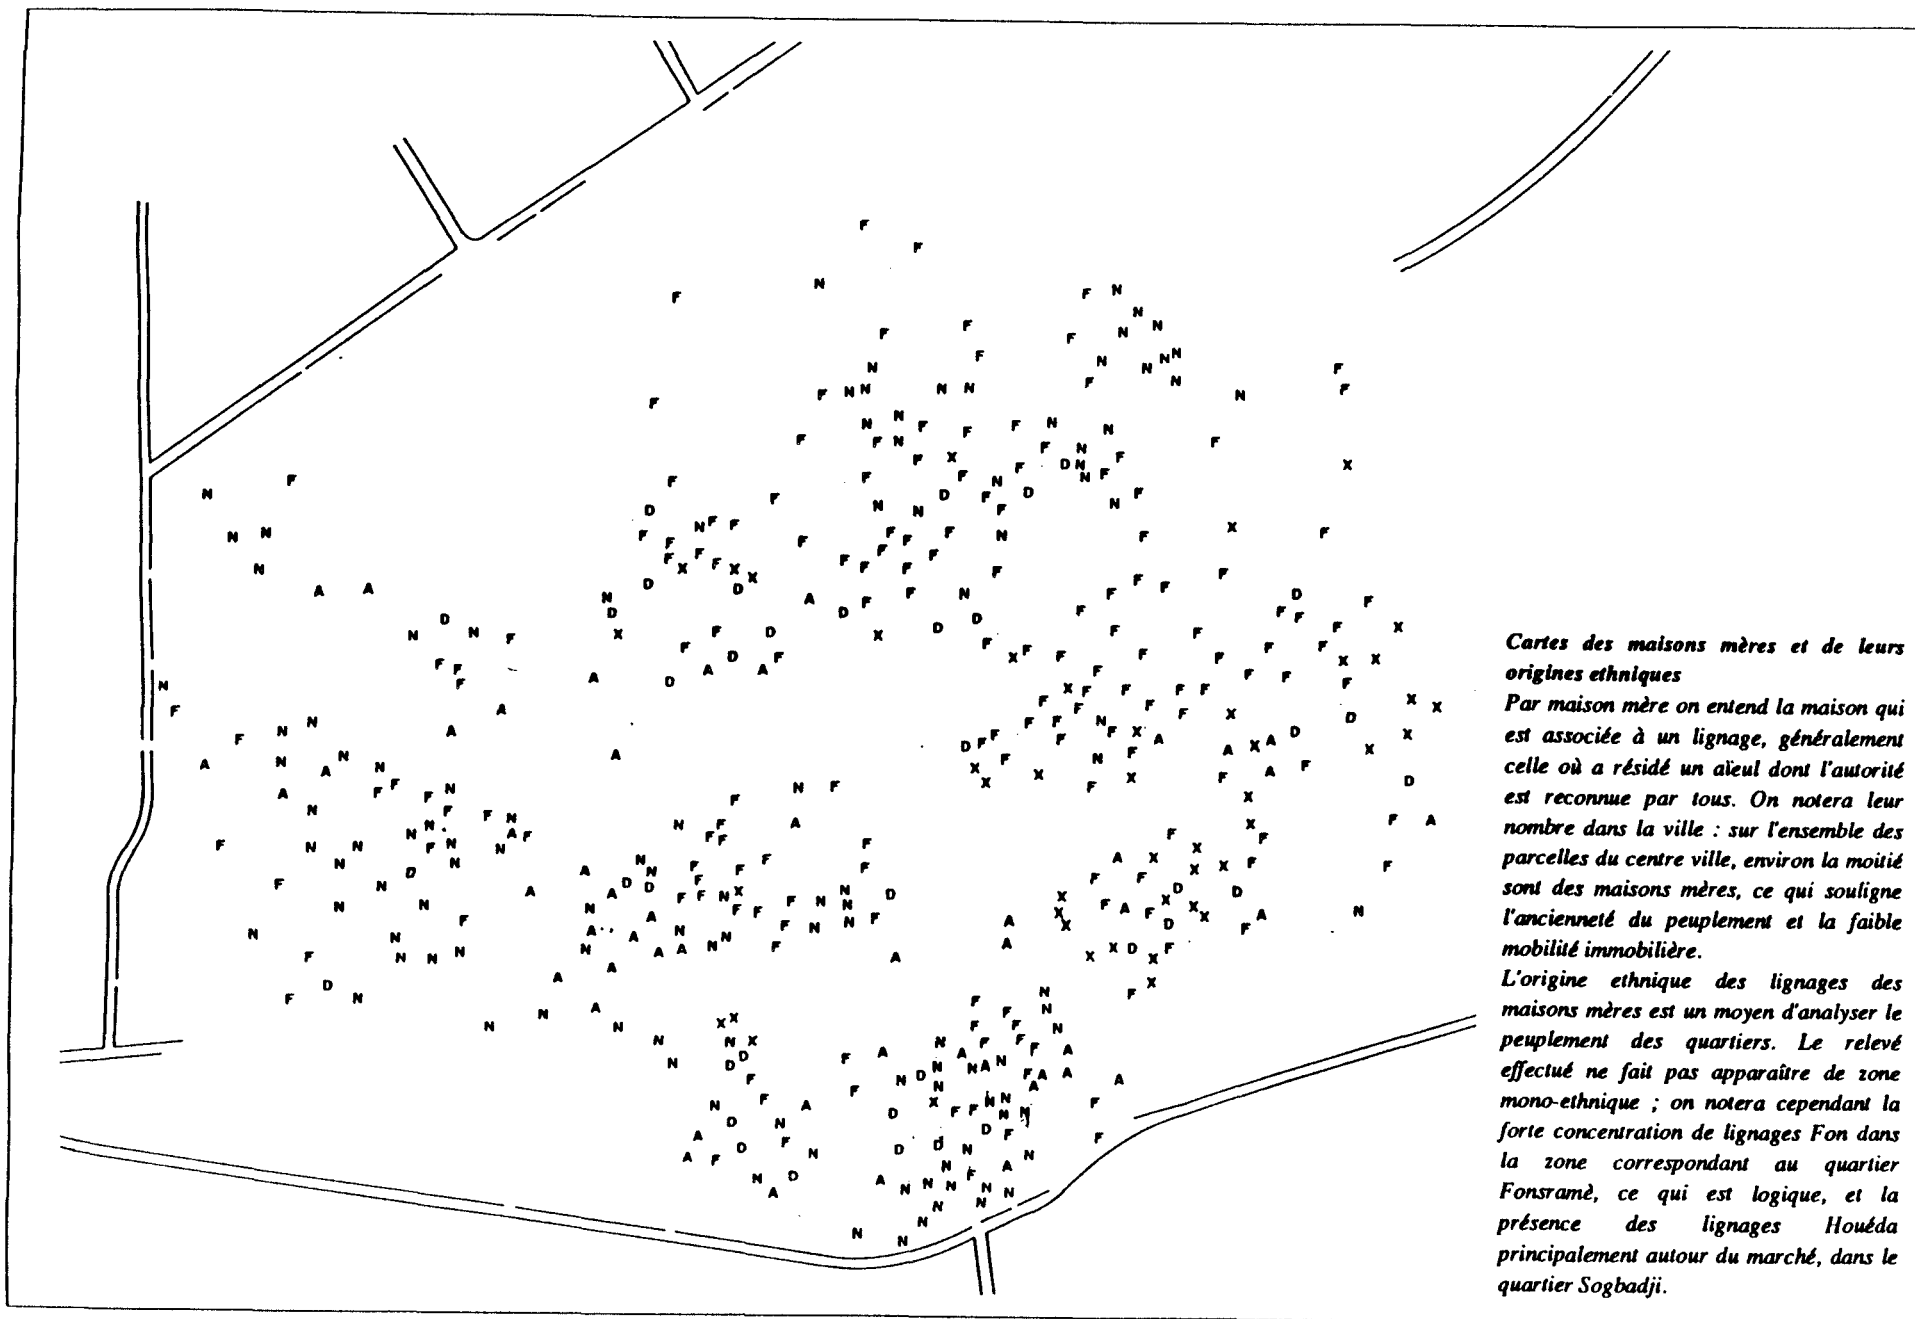 Cartes des maisons mères et de leurs
origines ethniques
Par maison mère on entend la maison qui
est associée à un lignage, généralement
celle où a résidé un aïeul dont l'autorité
est reconnue par tous. On notera leur
nombre dans la ville : sur l'ensemble des
parcelles du centre ville, environ la moitié
sont des maisons mères, ce qui souligne
l'ancienneté du peuplement et la faible
mobilité immobilière.
L'origine ethnique des lignages des
maisons mères est un moyen d'analyser le
peuplement des quartiers. Le relevé
effectué ne fait pas apparaître de zone
mono-ethnique ; on notera cependant la
forte concentration de lignages Fon dans
la zone correspondant au quartier
Fonsramè, ce qui est logique, et la
présence des lignages Houéda
principalement autour du marché, dans le
quartier Sogbadji.